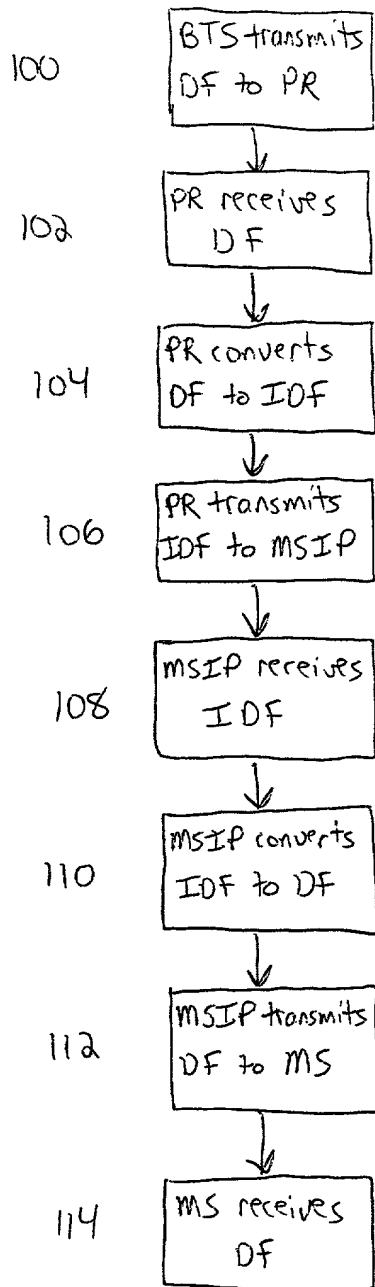 100
BTS transmits
DF to PR
102
PR receives
DF
104
PR converts
DF to IDF
106
PR transmits
IDF to MSIP
108
MSIP receives
IDF
110
MSIP converts
IDF to DF
112
MSIP transmits
DF to MS
114
MS receives
DF